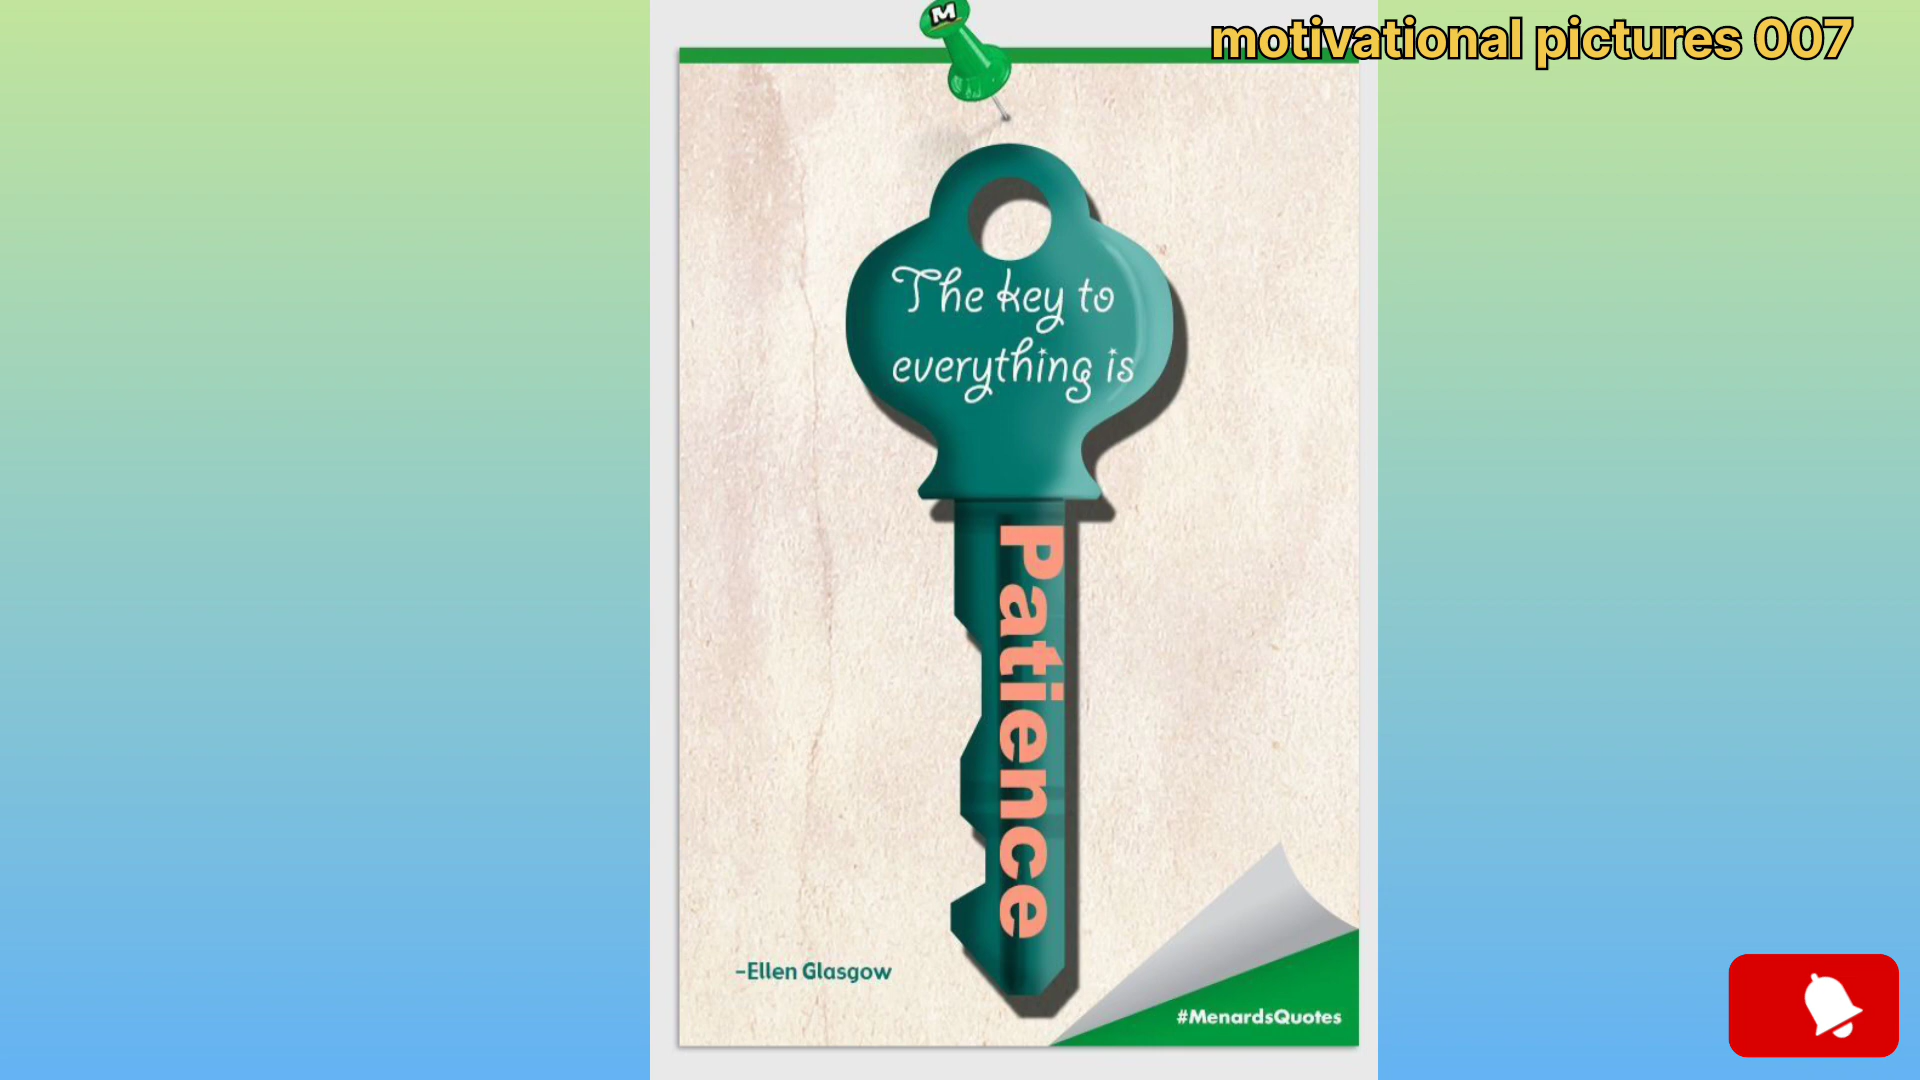 motivational pictures 007
M
The key to
everything is
Patience
–Ellen Glasgow
#MenardsQuotes